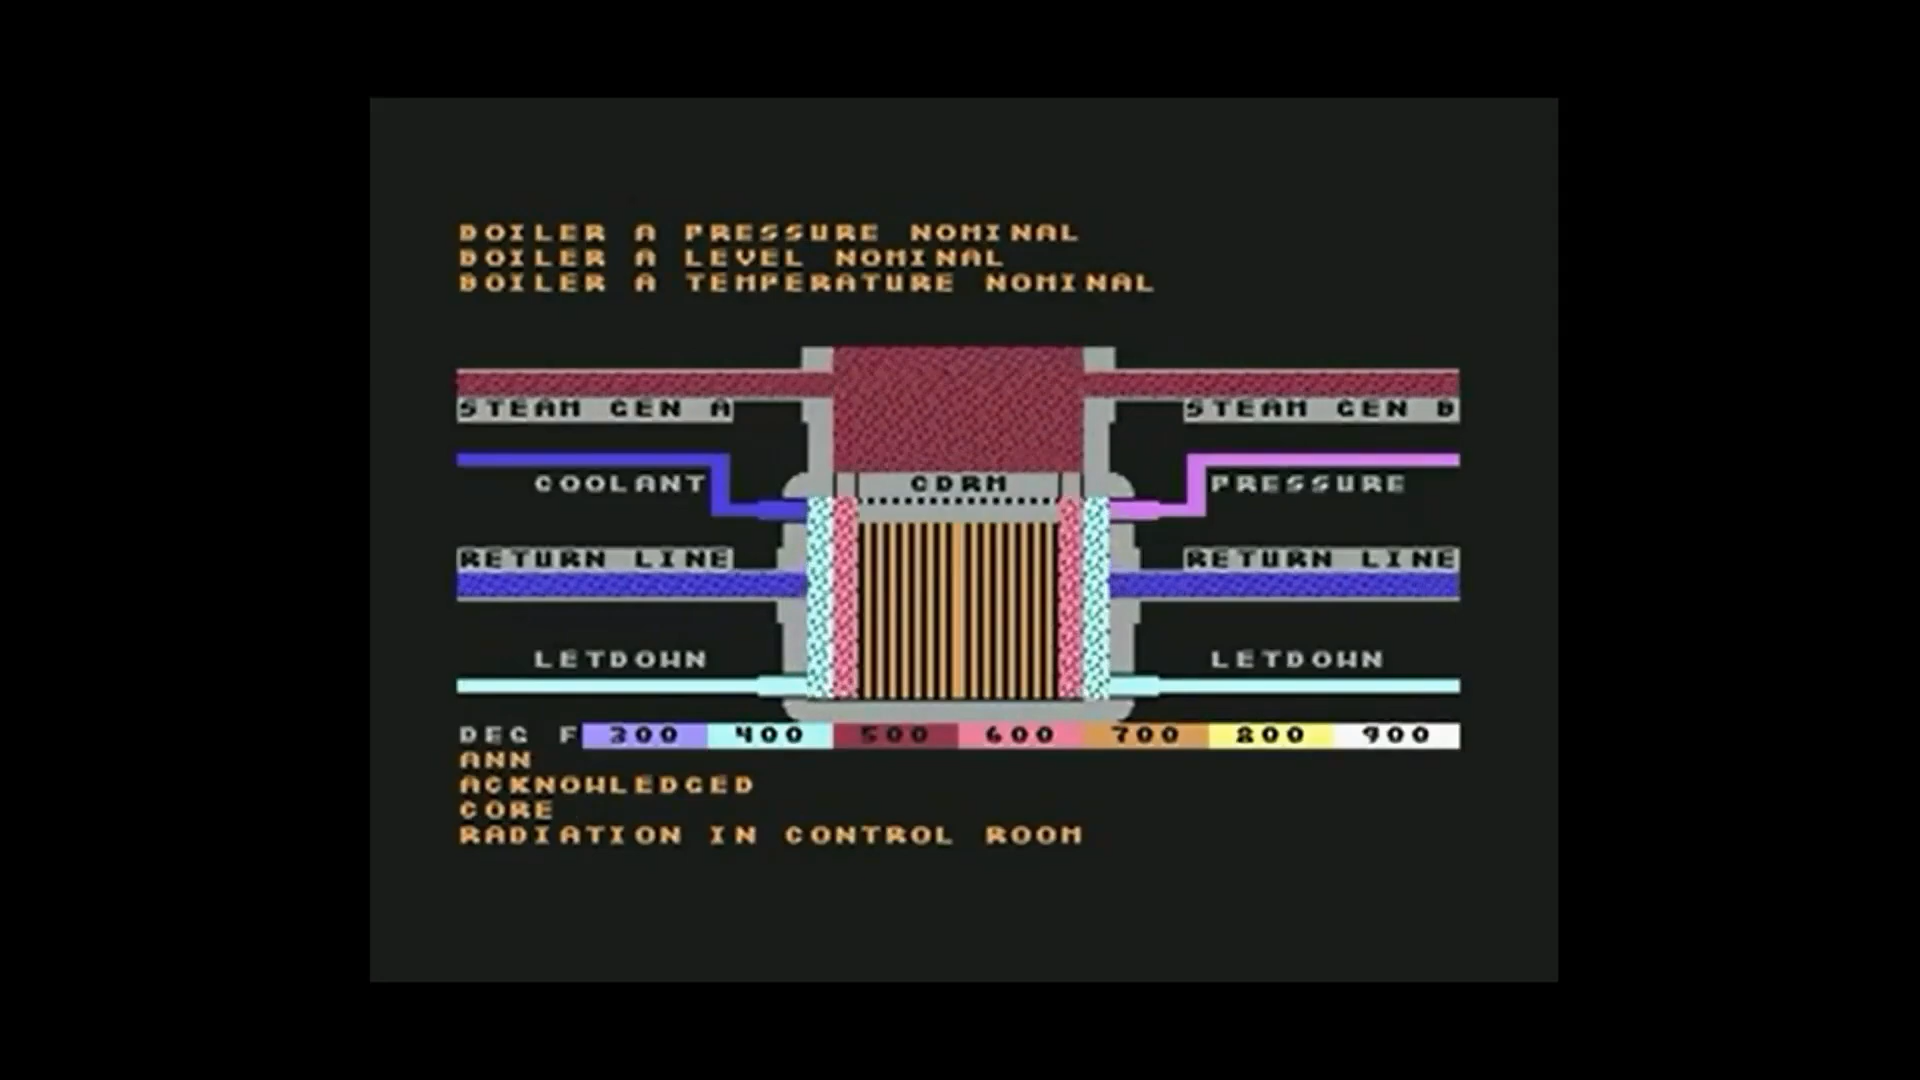 BOILER A PRESSURE NOMINAL
BOILER A LEVEL NOMINAL
BOILER A TEMPERATURE NOMINAL
STEAM GEN A
STEAM GEN B
COOLANT
CDRM
PRESSURE
RETURN LINE
RETURN LINE
LETDOWN
LETDOWN
DEG F 300 400 500 600 700 800 900
ANN
ACKNOWLEDGED
CORE
RADIATION IN CONTROL ROOM